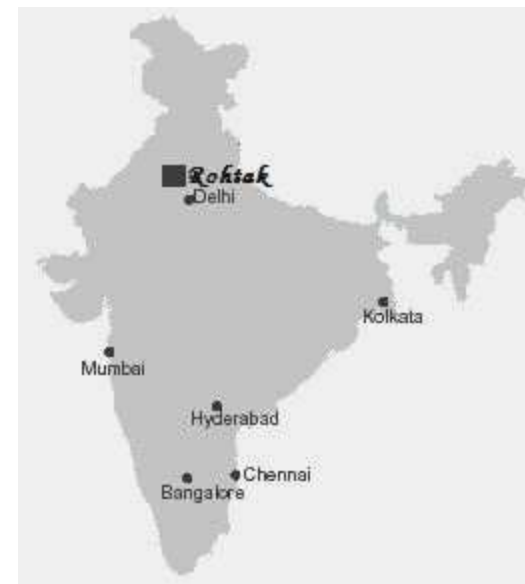 Rohtak
Delhi
Kolkata
Mumbai
Hyderabad
Chennai
Bangalore